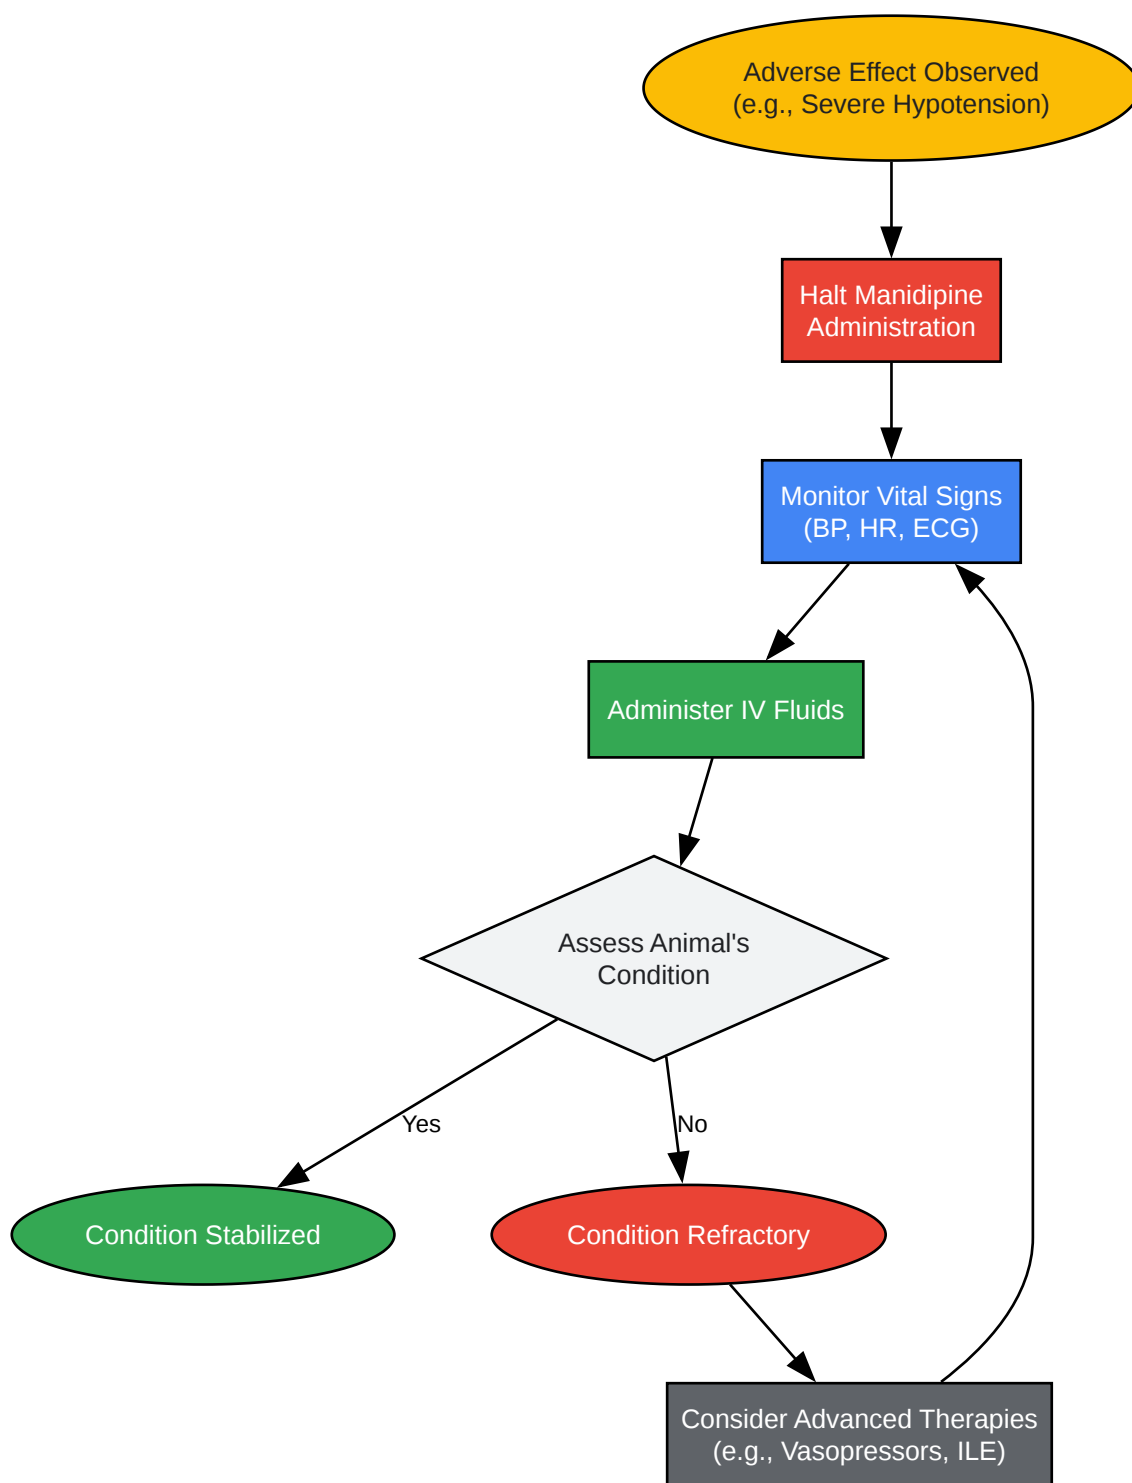 Adverse Effect Observed
(e.g., Severe Hypotension)
Halt Manidipine
Administration
Monitor Vital Signs
(BP, HR, ECG)
Administer IV Fluids
Assess Animal's
Condition
Yes
No
Condition Stabilized
Condition Refractory
Consider Advanced Therapies
(e.g., Vasopressors, ILE)